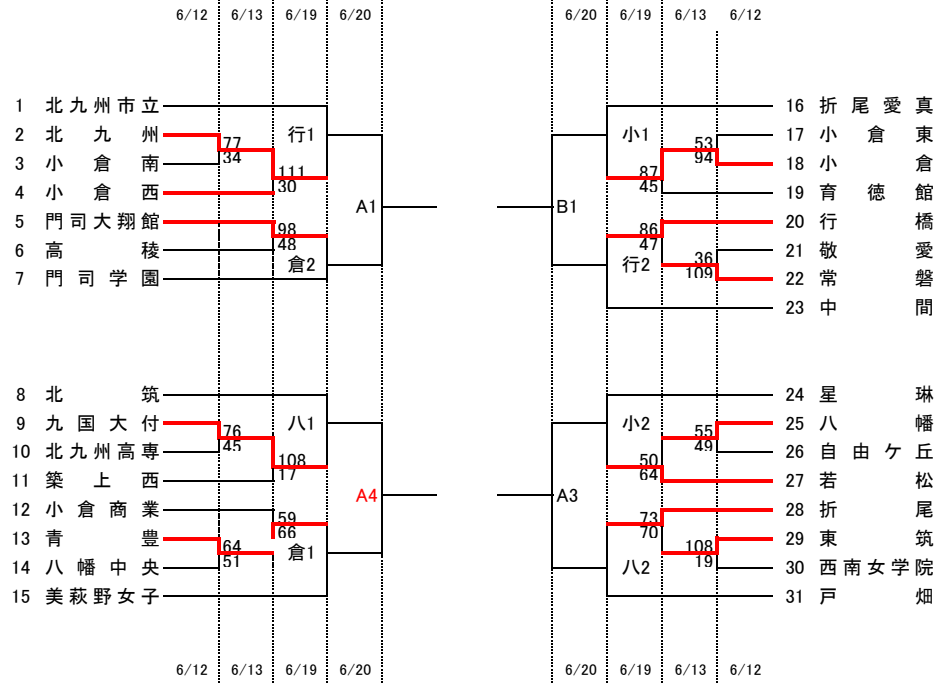 6/12 6/13 6/19 6/20 6/20 6/19 6/13 6/12
1 北九州市立
2 北九州
77
行1
3 小倉南
34
111
4 小倉西
30
A1
5 門司大翔館
98
6 高稜
48
倉2
7 門司学園
16 折尾愛真
17 小倉東
小1
53
94
18 小倉
87
45
19 育徳館
B1
20 行橋
86
47
21 敬愛
行2
36
109
22 常磐
23 中間
8 北筑
9 九国大付
76
八1
10 北九州高専
45
108
11 築上西
17
A4
12 小倉商業
59
66
13 青豊
64
倉1
14 八幡中央
51
15 美萩野女子
24 星琳
25 八幡
小2
55
49
26 自由ケ丘
50
64
27 若松
A3
28 折尾
73
70
29 東筑
108
19
30 西南女学院
八2
31 戸畑
6/12 6/13 6/19 6/20 6/20 6/19 6/13 6/12